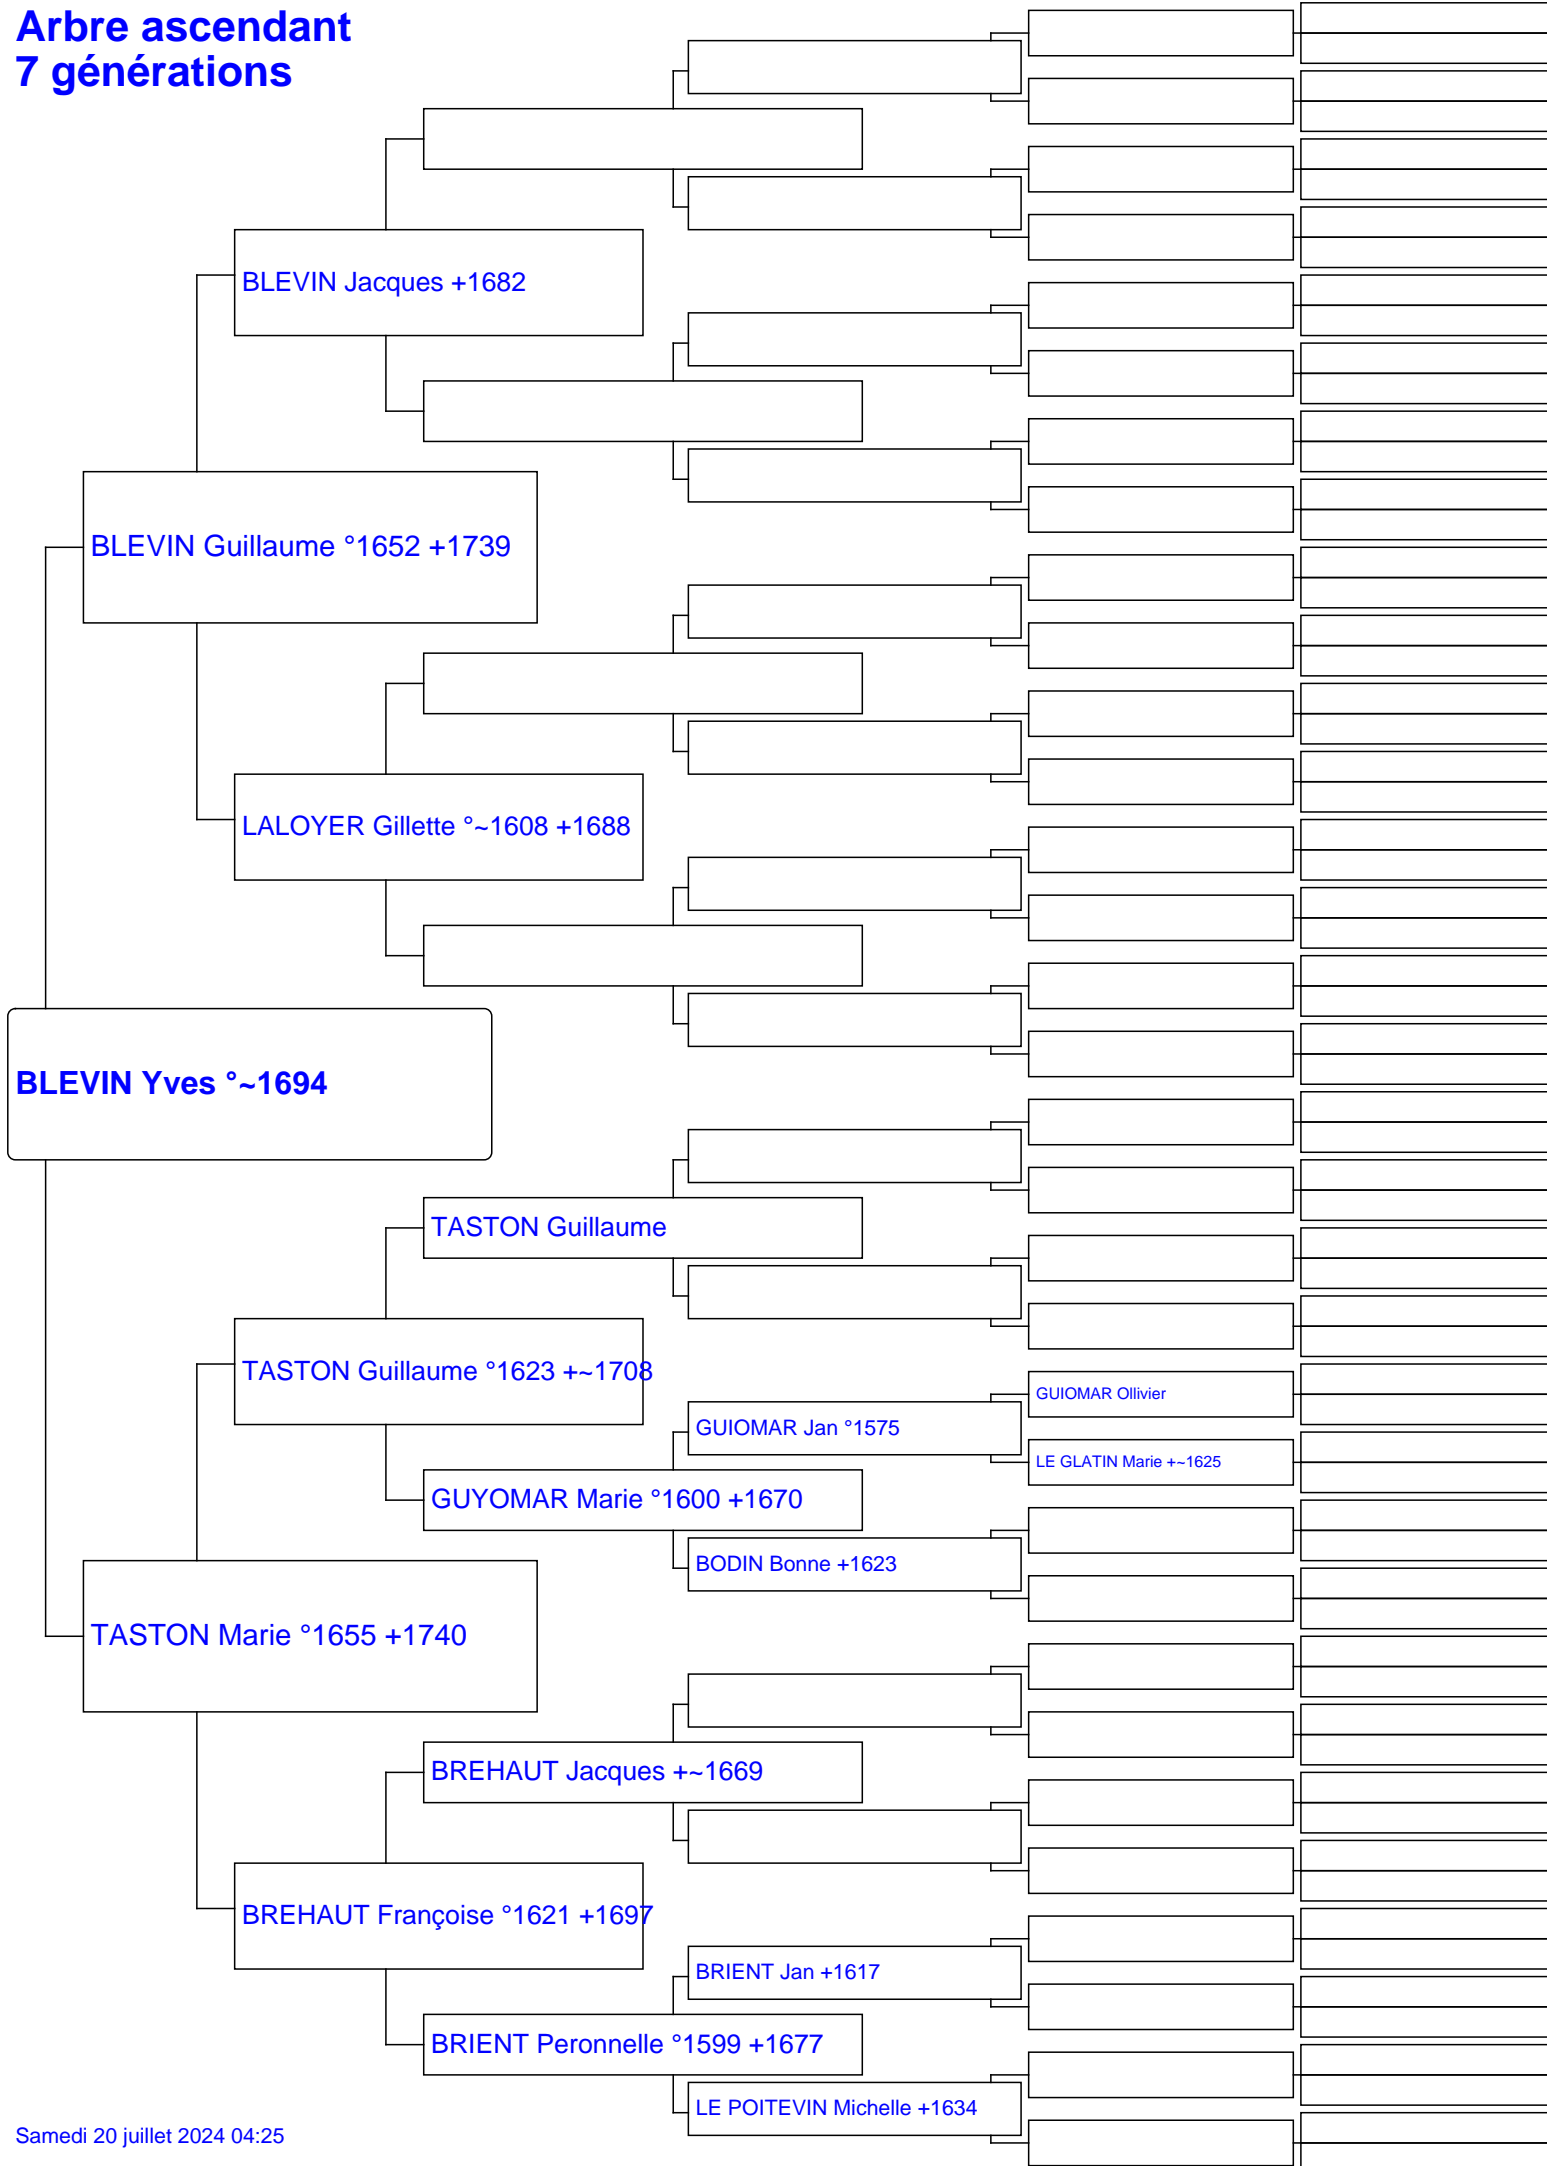 Arbre ascendant
7 générations
BLEVIN Jacques +1682
BLEVIN Guillaume °1652 +1739
LALOYER Gillette °~1608 +1688
BLEVIN Yves °~1694
TASTON Guillaume
TASTON Guillaume °1623 +~1708
GUIOMAR Ollivier
GUIOMAR Jan °1575
LE GLATIN Marie +~1625
GUYOMAR Marie °1600 +1670
BODIN Bonne +1623
TASTON Marie °1655 +1740
BREHAUT Jacques +~1669
BREHAUT Françoise °1621 +1697
BRIENT Jan +1617
BRIENT Peronnelle °1599 +1677
LE POITEVIN Michelle +1634
Samedi 20 juillet 2024 04:25